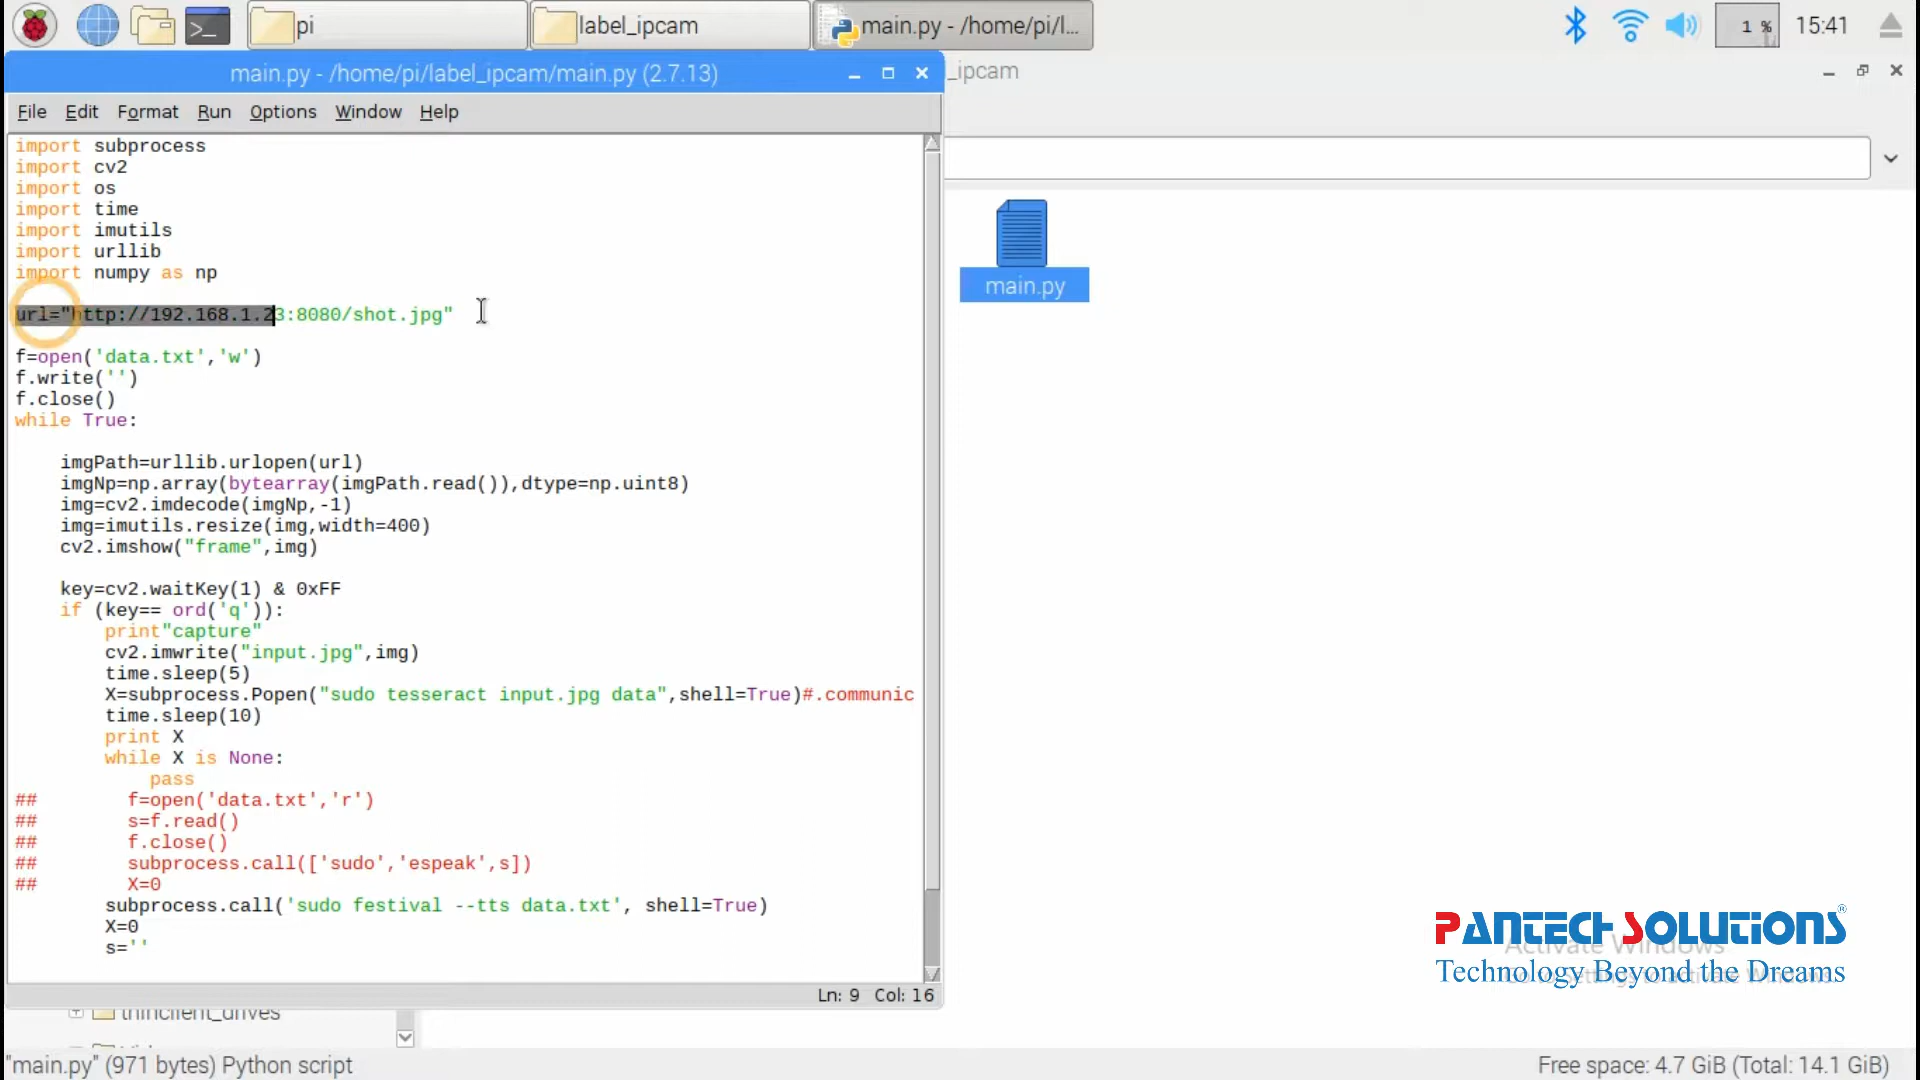 pi
label_ipcam
main.py - /home/pi/l...
1 %
15:41
main.py - /home/pi/label_ipcam/main.py (2.7.13)
_ipcam
File Edit Format Run Options Window Help
import subprocess
import cv2
import os
import time
import imutils
import urllib
import numpy as np
url="http://192.168.1.23:8080/shot.jpg"
f=open('data.txt','w')
f.write('')
f.close()
while True:
imgPath=urllib.urlopen(url)
imgNp=np.array(bytearray(imgPath.read()),dtype=np.uint8)
img=cv2.imdecode(imgNp,-1)
img=imutils.resize(img,width=400)
cv2.imshow("frame",img)
key=cv2.waitKey(1) & 0xFF
if (key== ord('q')):
print"capture"
cv2.imwrite("input.jpg",img)
time.sleep(5)
X=subprocess.Popen("sudo tesseract input.jpg data",shell=True)#.communic
time.sleep(10)
print X
while X is None:
pass
## f=open('data.txt','r')
## s=f.read()
## f.close()
## subprocess.call(['sudo','espeak',s])
## X=0
subprocess.call('sudo festival --tts data.txt', shell=True)
X=0
s=''
Ln: 9 Col: 16
main.py
PANTECH SOLUTIONS®
Activate Windows
Technology Beyond the Dreams
thinclient_drives
"main.py" (971 bytes) Python script
Free space: 4.7 GiB (Total: 14.1 GiB)